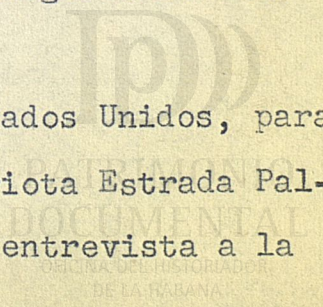 ados Unidos, para
iota Estrada Pal-
entrevista a la
PATRIMONIO
DOCUMENTAL
OFICINA DEL HISTORIADOR
DE LA HABANA